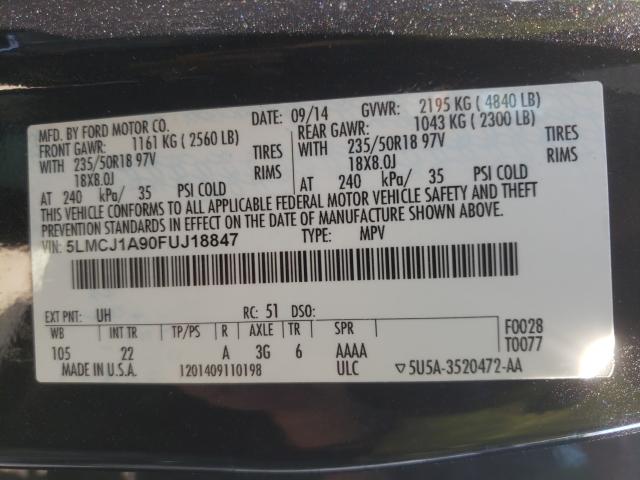 MFD. BY FORD MOTOR CO.
DATE: 09/14 GVWR: 2195 KG ( 4840 LB)
FRONT GAWR: 1161 KG ( 2560 LB) REAR GAWR: 1043 KG ( 2300 LB)
WITH 235/50R18 97V TIRES WITH 235/50R18 97V TIRES
18X8.0J RIMS 18X8.0J RIMS
AT 240 kPa/ 35 PSI COLD AT 240 kPa/ 35 PSI COLD
THIS VEHICLE CONFORMS TO ALL APPLICABLE FEDERAL MOTOR VEHICLE SAFETY AND THEFT
PREVENTION STANDARDS IN EFFECT ON THE DATE OF MANUFACTURE SHOWN ABOVE.
VIN: 5LMCJ1A90FUJ18847 TYPE: MPV
EXT PNT: UH RC: 51 DSO:
WB INT TR TP/PS R AXLE TR SPR F0028
105 22 A 3G 6 AAAA T0077
MADE IN U.S.A. 1201409110198 ULC ▽5U5A-3520472-AA